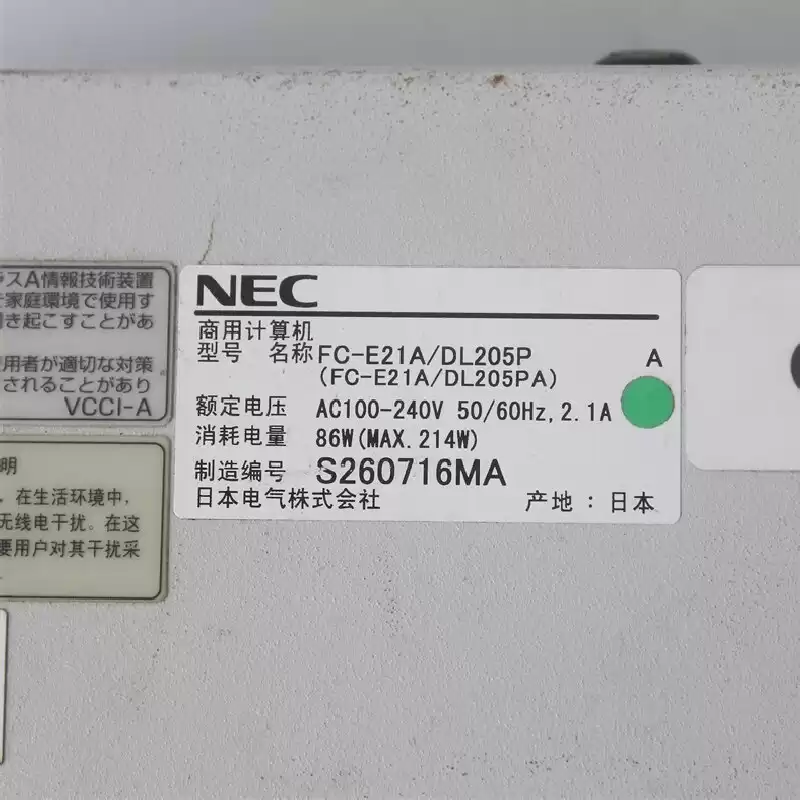 スA情報技術装置
家庭環境で使用す
き起こすことがあ
用者が適切な対策
されることがあり
VCCI-A
明
，在生活环境中，
无线电干扰。在这
要用户对其干扰采
NEC
商用计算机
型号 名称 FC-E21A/DL205P A
(FC-E21A/DL205PA)
额定电压 AC100-240V 50/60Hz, 2.1A
消耗电量 86W(MAX. 214W)
制造编号 S260716MA
日本电气株式会社 产地：日本